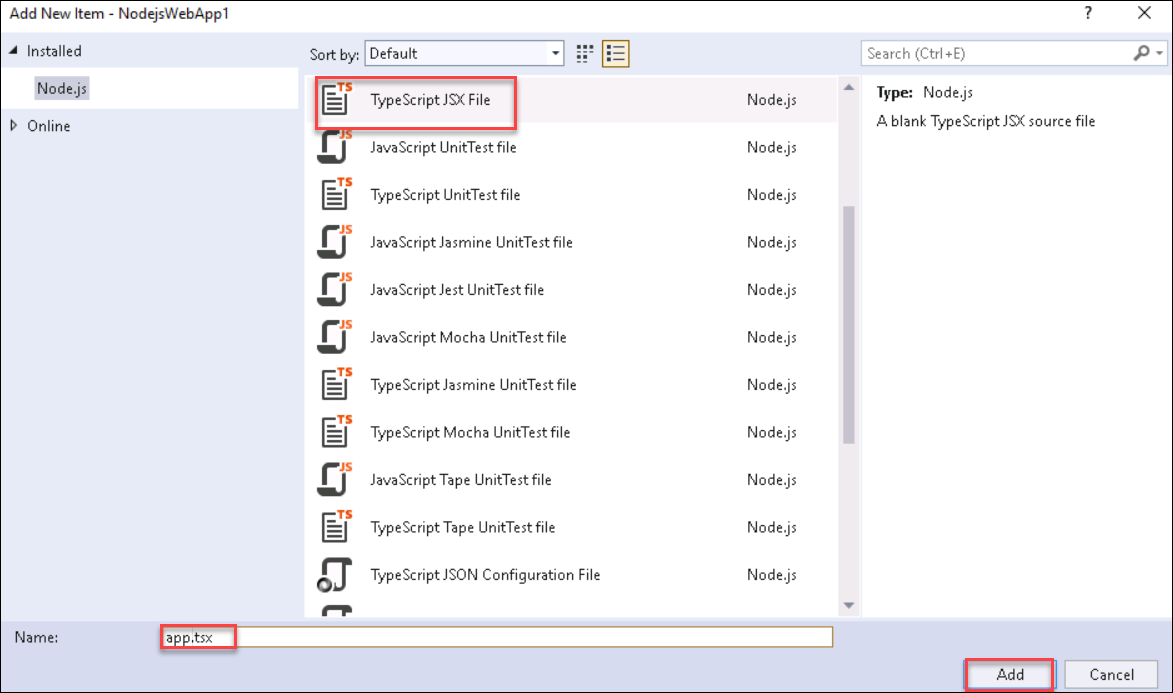 Add New Item - NodejsWebApp1 ?
Installed
Node.js
Online
Sort by: Default
Search (Ctrl+E)
TS TypeScript JSX File Node.js
JS JavaScript UnitTest file Node.js
TS TypeScript UnitTest file Node.js
JS JavaScript Jasmine UnitTest file Node.js
JS JavaScript Jest UnitTest file Node.js
JS JavaScript Mocha UnitTest file Node.js
TS TypeScript Jasmine UnitTest file Node.js
TS TypeScript Mocha UnitTest file Node.js
JS JavaScript Tape UnitTest file Node.js
TS TypeScript Tape UnitTest file Node.js
TypeScript JSON Configuration File Node.js
Type: Node.js
A blank TypeScript JSX source file
Name: app.tsx
Add Cancel